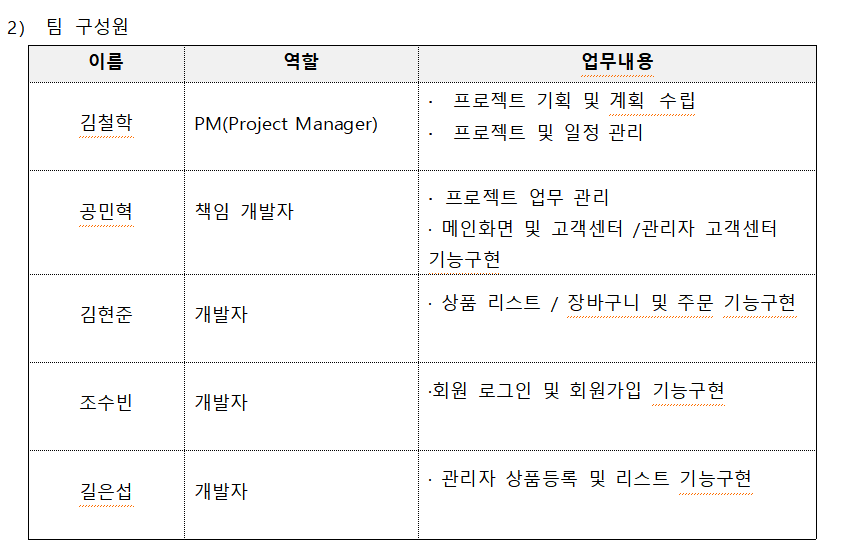 2) 팀 구성원
이름 역할 업무내용
김철학 PM(Project Manager)
· 프로젝트 기획 및 계획 수립
· 프로젝트 및 일정 관리
공민혁 책임 개발자
· 프로젝트 업무 관리
· 메인화면 및 고객센터 /관리자 고객센터
기능구현
김현준 개발자
· 상품 리스트 / 장바구니 및 주문 기능구현
조수빈 개발자
·회원 로그인 및 회원가입 기능구현
길은섭 개발자
· 관리자 상품등록 및 리스트 기능구현